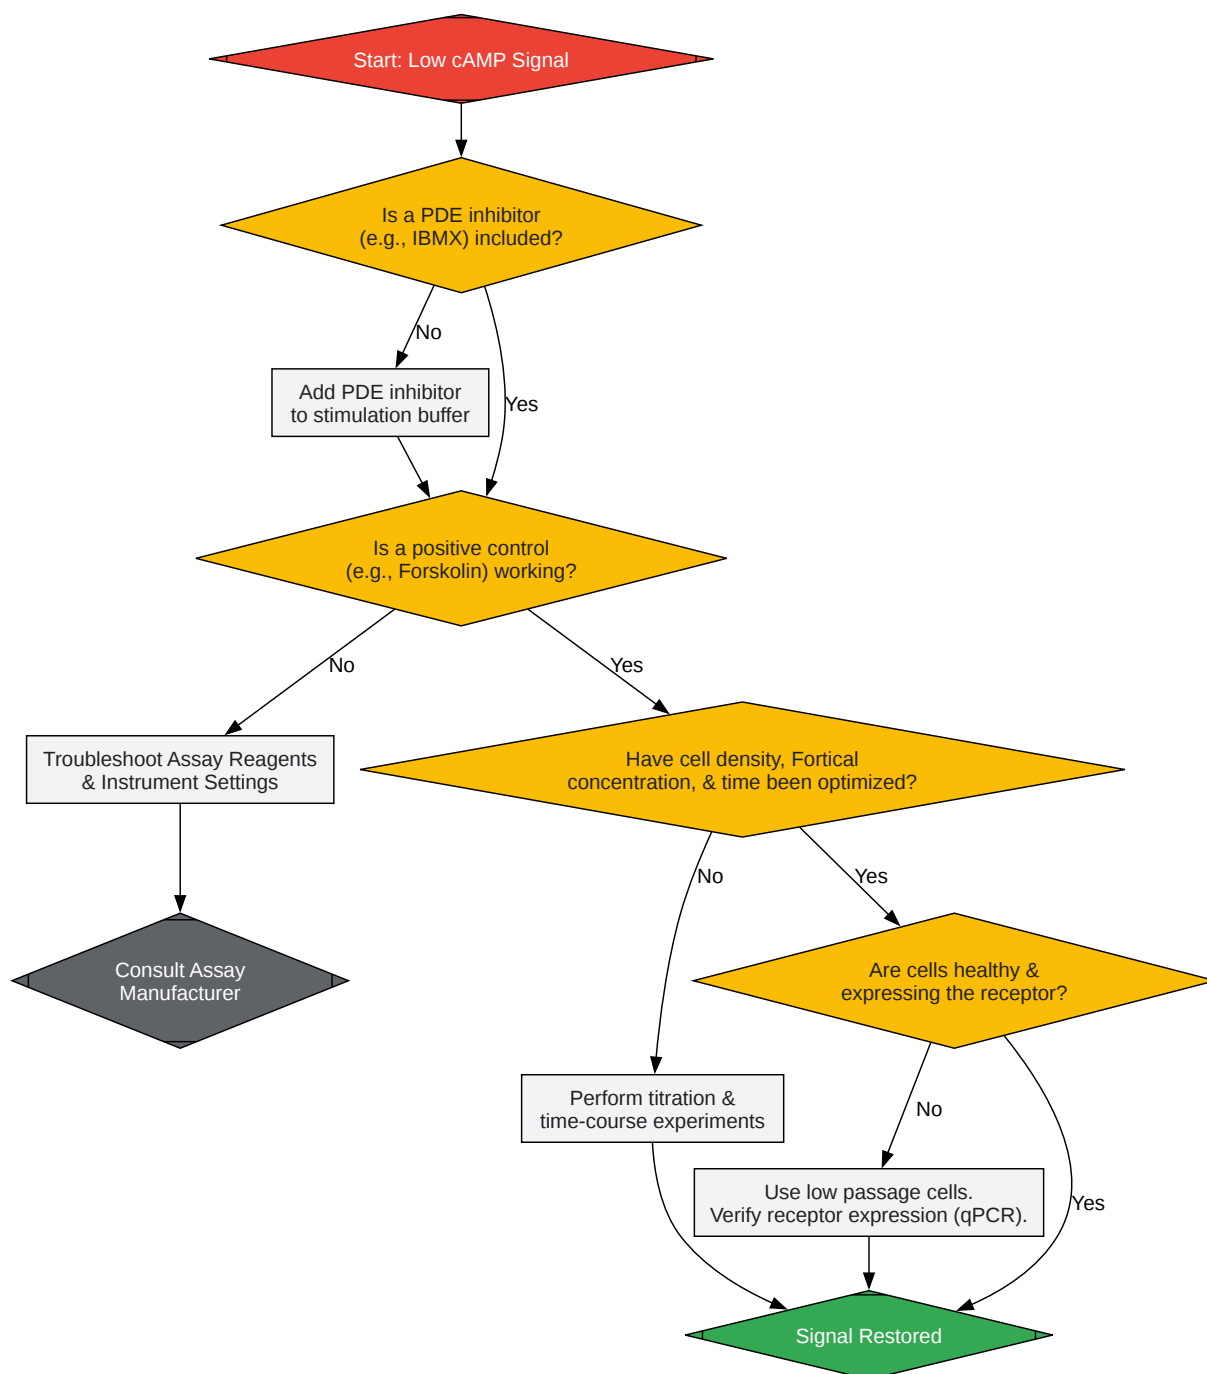 Start: Low cAMP Signal
Is a PDE inhibitor
(e.g., IBMX) included?
No
Add PDE inhibitor
to stimulation buffer
Yes
Is a positive control
(e.g., Forskolin) working?
No
Yes
Troubleshoot Assay Reagents
& Instrument Settings
Have cell density, Fortical
concentration, & time been optimized?
No
Yes
Consult Assay
Manufacturer
Are cells healthy &
expressing the receptor?
Perform titration &
time-course experiments
No
Use low passage cells.
Verify receptor expression (qPCR).
Yes
Signal Restored